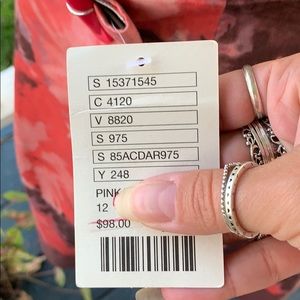 S 15371545
C 4120
V 8820
S 975
S 85ACDAR975
Y 248
PINK
12
$98.00